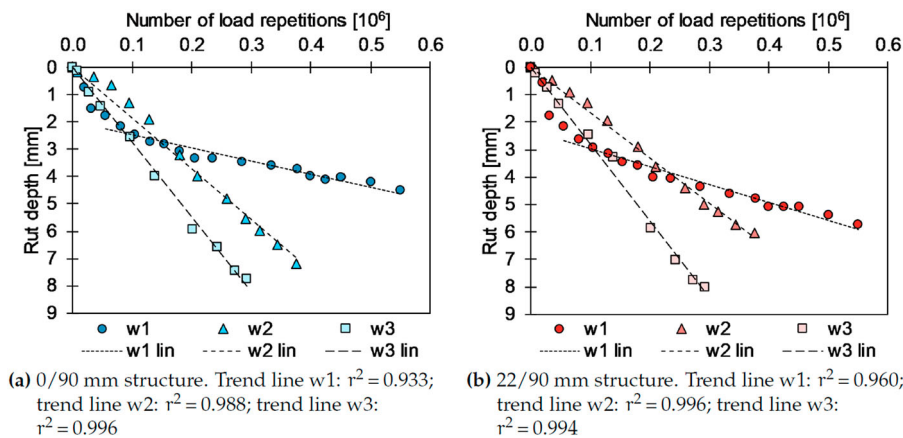 Number of load repetitions [10⁶]
0.0 0.1 0.2 0.3 0.4 0.5 0.6
0
1
2
3
4
5
6
7
8
9
Rut depth [mm]
w1 w2 w3
w1 lin w2 lin w3 lin
(a) 0/90 mm structure. Trend line w1: r² = 0.933;
trend line w2: r² = 0.988; trend line w3:
r² = 0.996
Number of load repetitions [10⁶]
0.0 0.1 0.2 0.3 0.4 0.5 0.6
0
1
2
3
4
5
6
7
8
9
Rut depth [mm]
w1 w2 w3
w1 lin w2 lin w3 lin
(b) 22/90 mm structure. Trend line w1: r² = 0.960;
trend line w2: r² = 0.996; trend line w3:
r² = 0.994